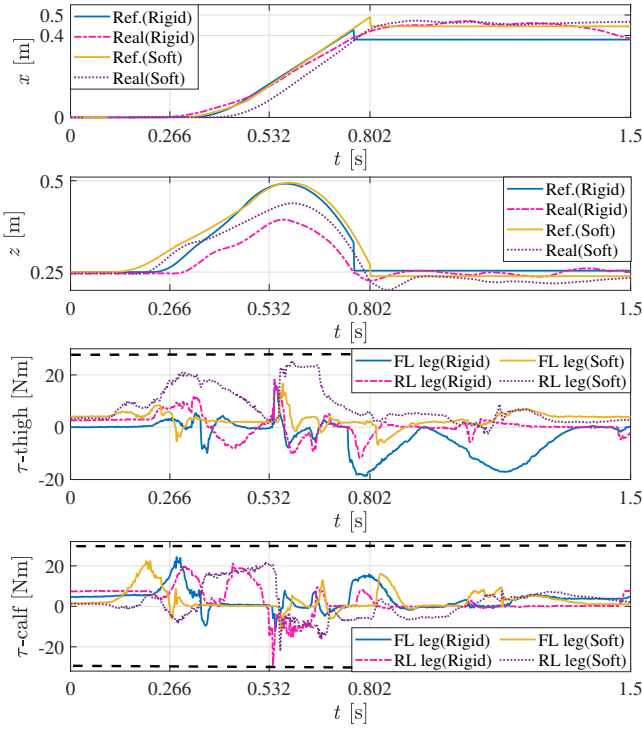 x [m]
0.5
0.4
0
Ref.(Rigid)
Real(Rigid)
Ref.(Soft)
Real(Soft)
0 0.266 0.532 0.802 1.5
t [s]
z [m]
0.5
0.25
Ref.(Rigid)
Real(Rigid)
Ref.(Soft)
Real(Soft)
0 0.266 0.532 0.802 1.5
t [s]
τ-thigh [Nm]
20
0
-20
FL leg(Rigid) FL leg(Soft)
RL leg(Rigid) RL leg(Soft)
0 0.266 0.532 0.802 1.5
t [s]
τ-calf [Nm]
20
0
-20
FL leg(Rigid) FL leg(Soft)
RL leg(Rigid) RL leg(Soft)
0 0.266 0.532 0.802 1.5
t [s]